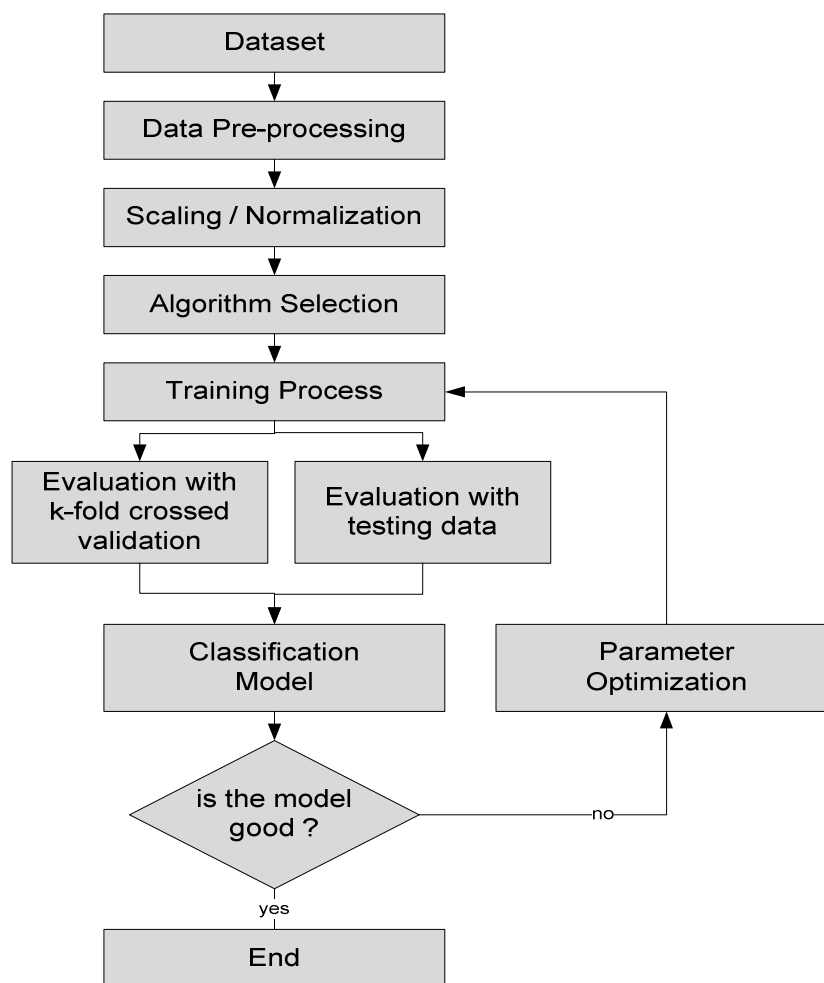 Dataset
Data Pre-processing
Scaling / Normalization
Algorithm Selection
Training Process
Evaluation with
k-fold crossed
validation
Evaluation with
testing data
Classification
Model
Parameter
Optimization
is the model
good ?
no
yes
End